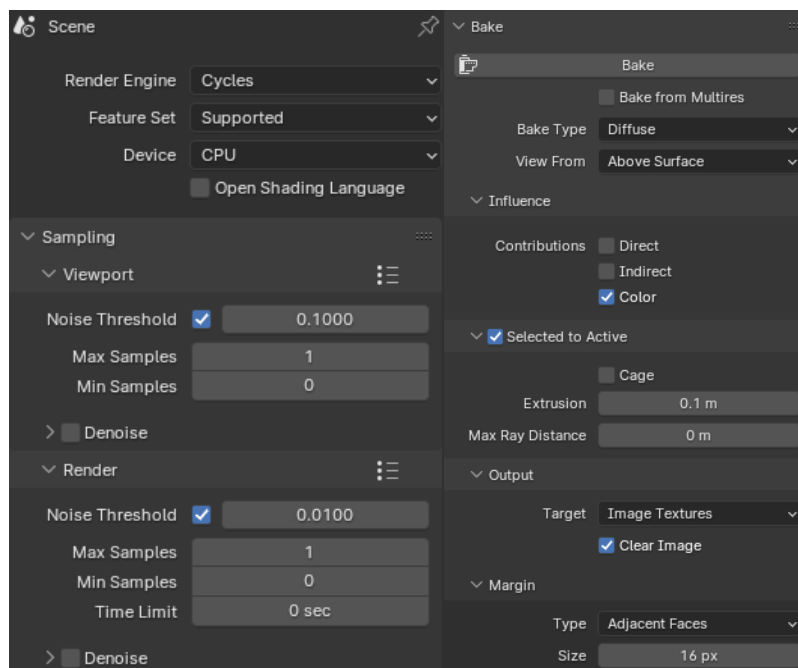 Scene
Render Engine Cycles
Feature Set Supported
Device CPU
Open Shading Language
Sampling
Viewport
Noise Threshold 0.1000
Max Samples 1
Min Samples 0
Denoise
Render
Noise Threshold 0.0100
Max Samples 1
Min Samples 0
Time Limit 0 sec
Denoise
Bake
Bake
Bake from Multires
Bake Type Diffuse
View From Above Surface
Influence
Contributions Direct
Indirect
Color
Selected to Active
Cage
Extrusion 0.1 m
Max Ray Distance 0 m
Output
Target Image Textures
Clear Image
Margin
Type Adjacent Faces
Size 16 px